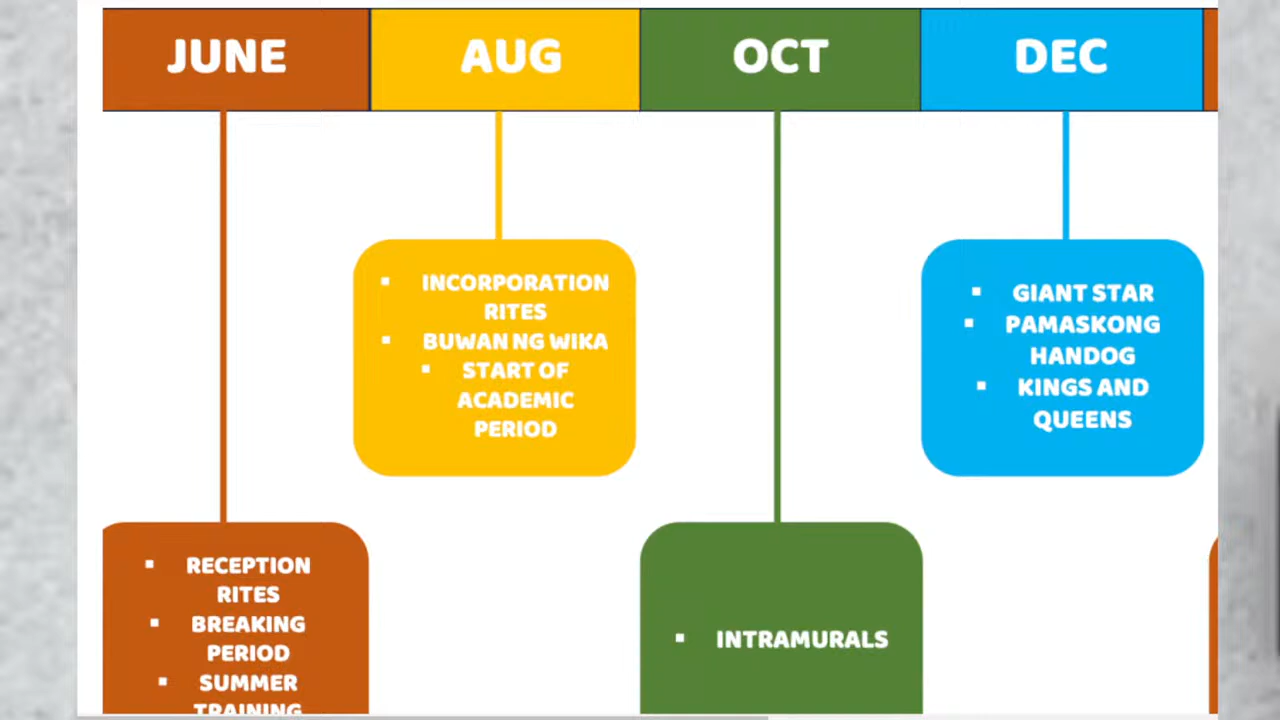 JUNE
AUG
OCT
DEC
▪ INCORPORATION
RITES
▪ BUWAN NG WIKA
▪ START OF
ACADEMIC
PERIOD
▪ GIANT STAR
▪ PAMASKONG
HANDOG
▪ KINGS AND
QUEENS
▪ RECEPTION
RITES
▪ BREAKING
PERIOD
▪ SUMMER
TRAINING
▪ INTRAMURALS